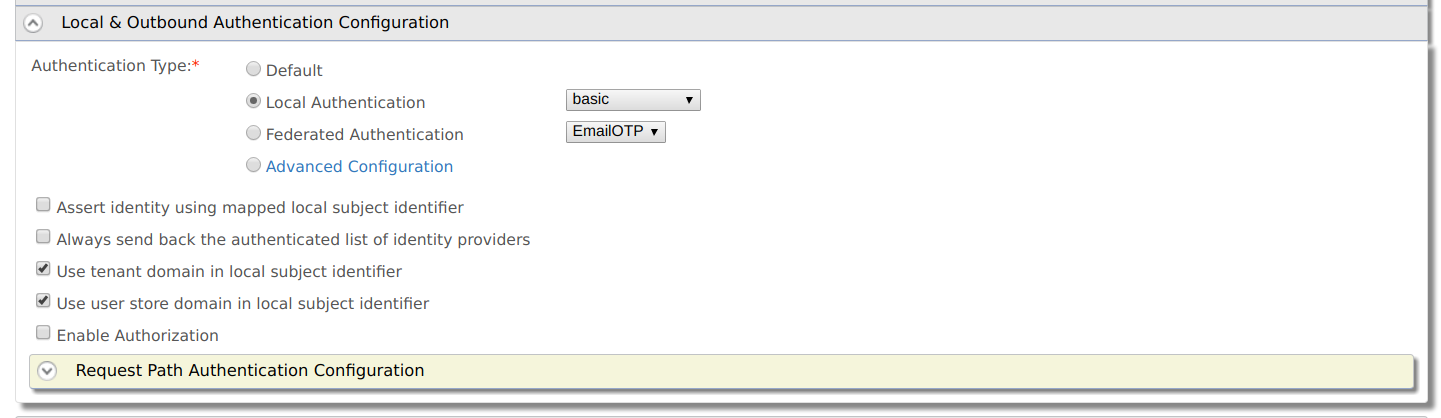 Local & Outbound Authentication Configuration
Authentication Type:*
Default
Local Authentication basic
Federated Authentication EmailOTP
Advanced Configuration
Assert identity using mapped local subject identifier
Always send back the authenticated list of identity providers
Use tenant domain in local subject identifier
Use user store domain in local subject identifier
Enable Authorization
Request Path Authentication Configuration